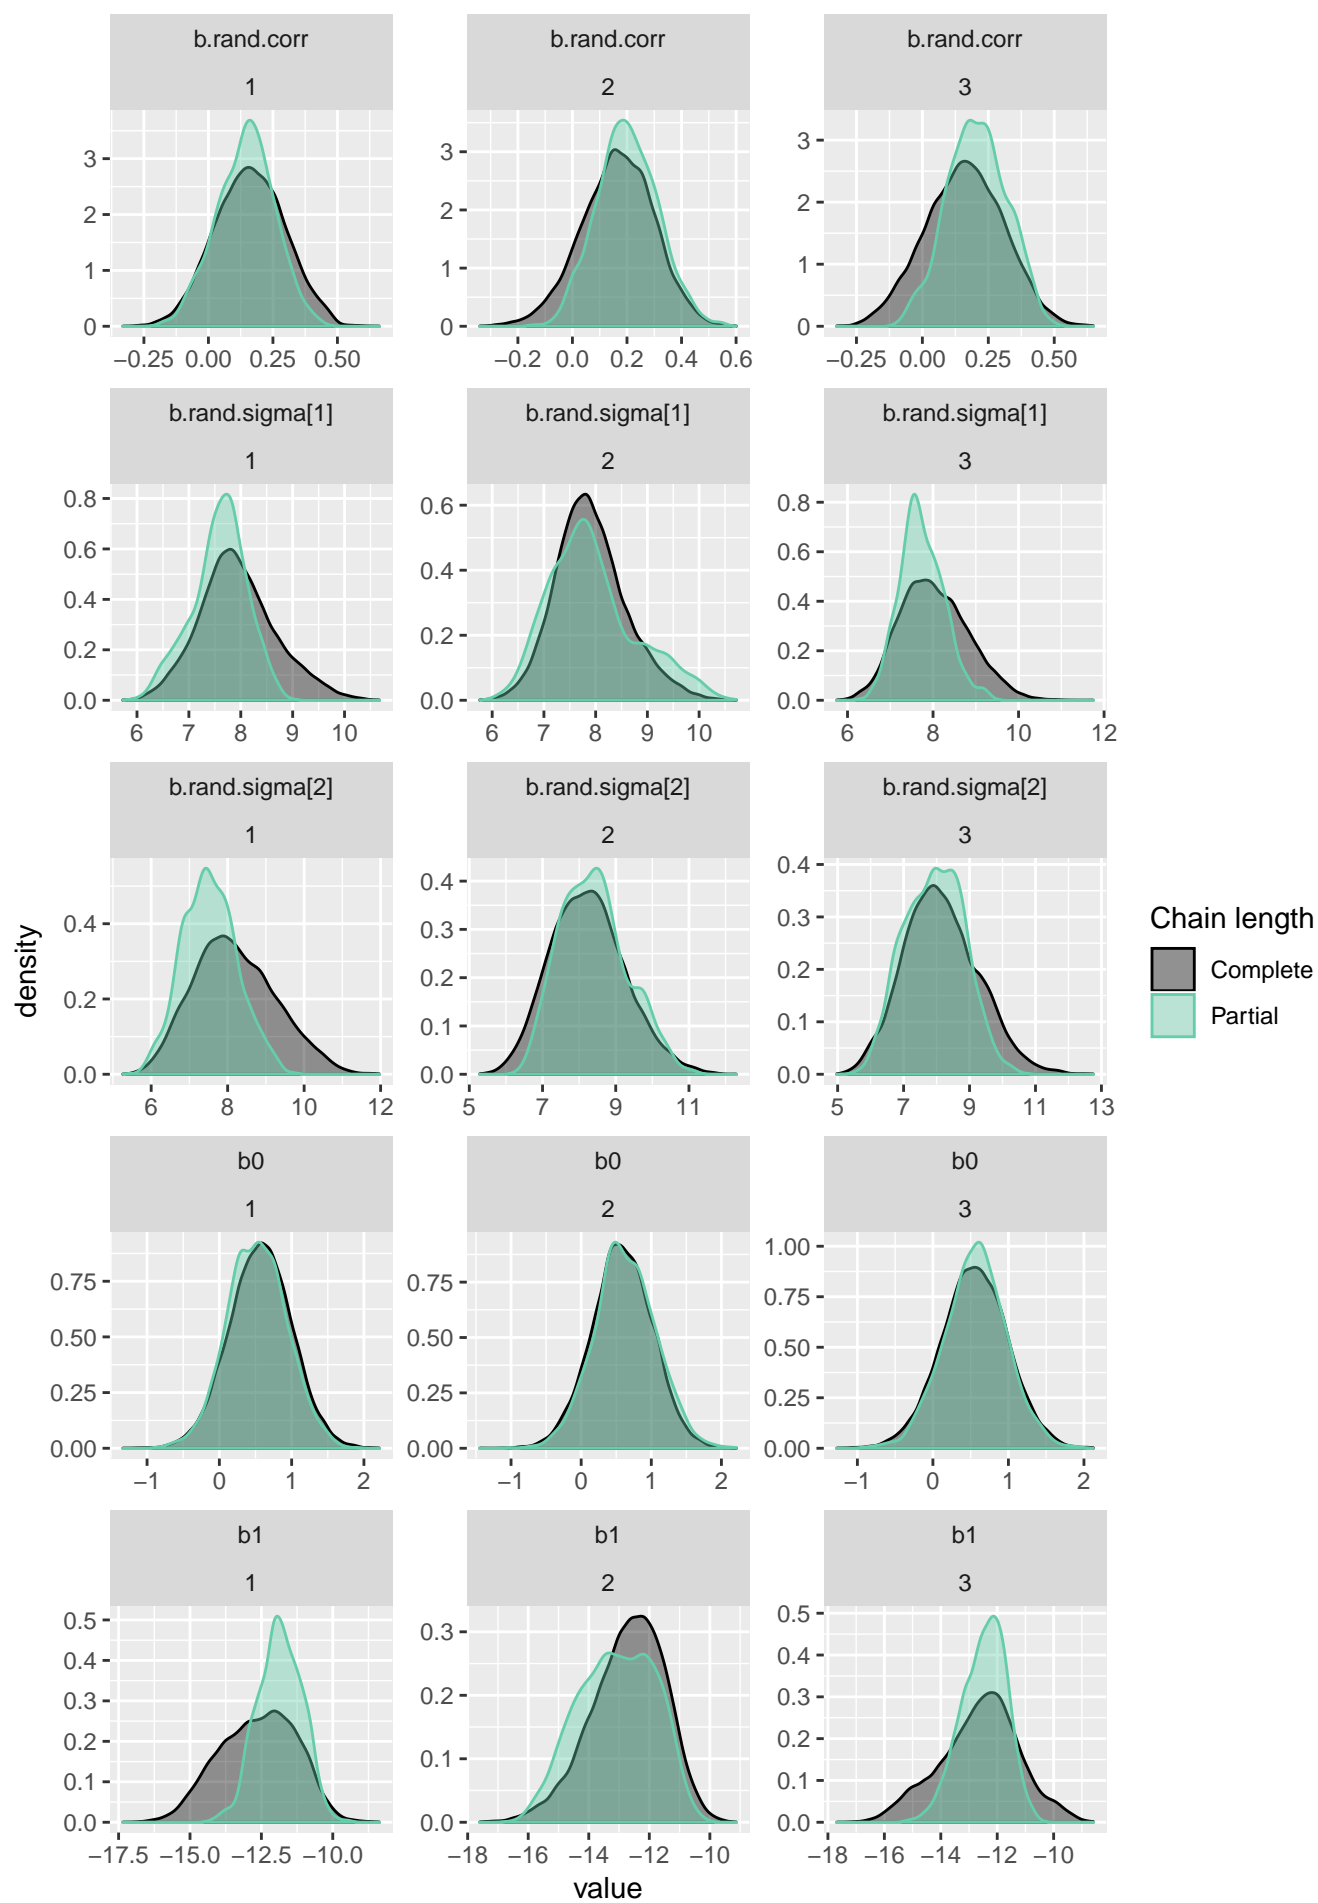 b.rand.corr b.rand.corr b.rand.corr
1 2 3
3 3 3
2 2 2
1 1 1
0 0 0
−0.25 0.00 0.25 0.50 −0.2 0.0 0.2 0.4 0.6 −0.25 0.00 0.25 0.50
b.rand.sigma[1] b.rand.sigma[1] b.rand.sigma[1]
1 2 3
0.8 0.6 0.8
0.6 0.4 0.6
0.4 0.2 0.4
0.2 0.0 0.2
0.0 0.0
6 7 8 9 10 6 7 8 9 10 6 8 10 12
b.rand.sigma[2] b.rand.sigma[2] b.rand.sigma[2]
1 2 3
0.4 0.4 0.4
0.2 0.3 0.3
0.0 0.2 0.2
0.1 0.1
0.0 0.0
6 8 10 12 5 7 9 11 5 7 9 11 13
b0 b0 b0
1 2 3
0.75 0.75 1.00
0.50 0.50 0.75
0.25 0.25 0.50
0.00 0.00 0.25
0.00
−1 0 1 2 −1 0 1 2 −1 0 1 2
b1 b1 b1
1 2 3
0.5 0.3 0.5
0.4 0.2 0.4
0.3 0.1 0.3
0.2 0.0 0.2
0.1 0.1
0.0 0.0
−17.5 −15.0 −12.5 −10.0 −18 −16 −14 −12 −10 −18 −16 −14 −12 −10
value
density
Chain length
Complete
Partial